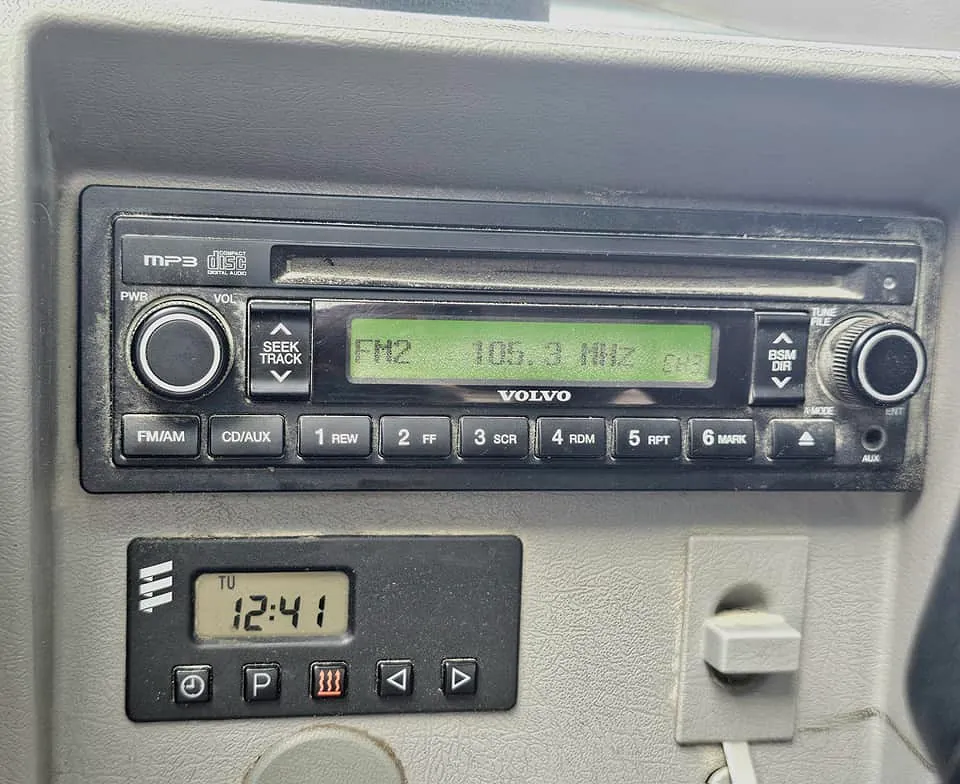 MP3 COMPACT disc DIGITAL AUDIO
PWR VOL
SEEK TRACK
FM2 105.3 MHz CH3
BSM DIR
TUNE FILE
VOLVO
FM/AM CD/AUX 1 REW 2 FF 3 SCR 4 RDM 5 RPT 6 MARK
AUX
TU
12:41
P